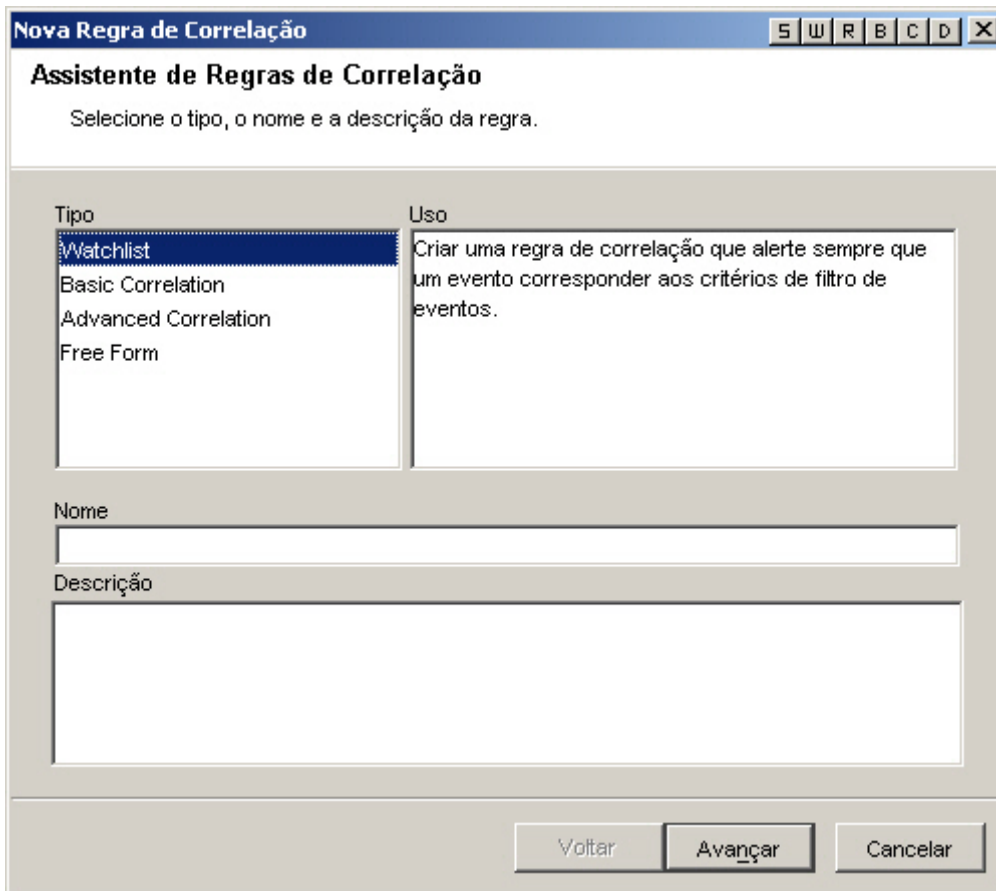 Nova Regra de Correlação
S W R B C D X
Assistente de Regras de Correlação
Selecione o tipo, o nome e a descrição da regra.
Tipo
Watchlist
Basic Correlation
Advanced Correlation
Free Form
Uso
Criar uma regra de correlação que alerte sempre que
um evento corresponder aos critérios de filtro de
eventos.
Nome
Descrição
Voltar
Avançar
Cancelar